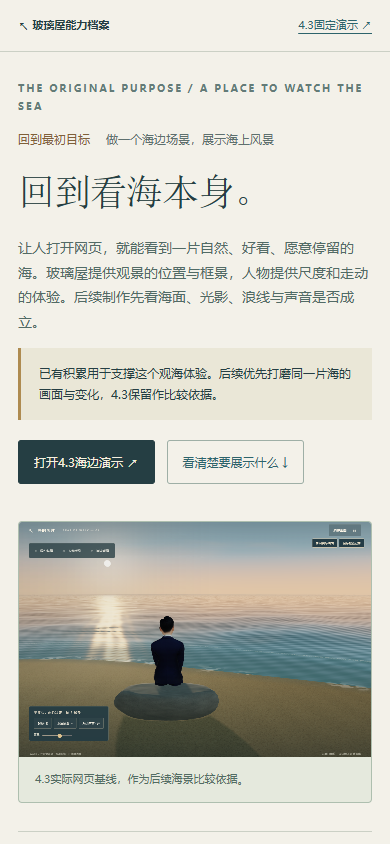 ↖ 玻璃屋能力档案
4.3固定演示 ↗
THE ORIGINAL PURPOSE / A PLACE TO WATCH THE
SEA
回到最初目标 做一个海边场景，展示海上风景
回到看海本身。
让人打开网页，就能看到一片自然、好看、愿意停留的
海。玻璃屋提供观景的位置与框景，人物提供尺度和走动
的体验。后续制作先看海面、光影、浪线与声音是否成
立。
已有积累用于支撑这个观海体验。后续优先打磨同一片海的
画面与变化，4.3保留作比较依据。
打开4.3海边演示 ↗
看清楚要展示什么 ↓
4.3实际网页基线，作为后续海景比较依据。